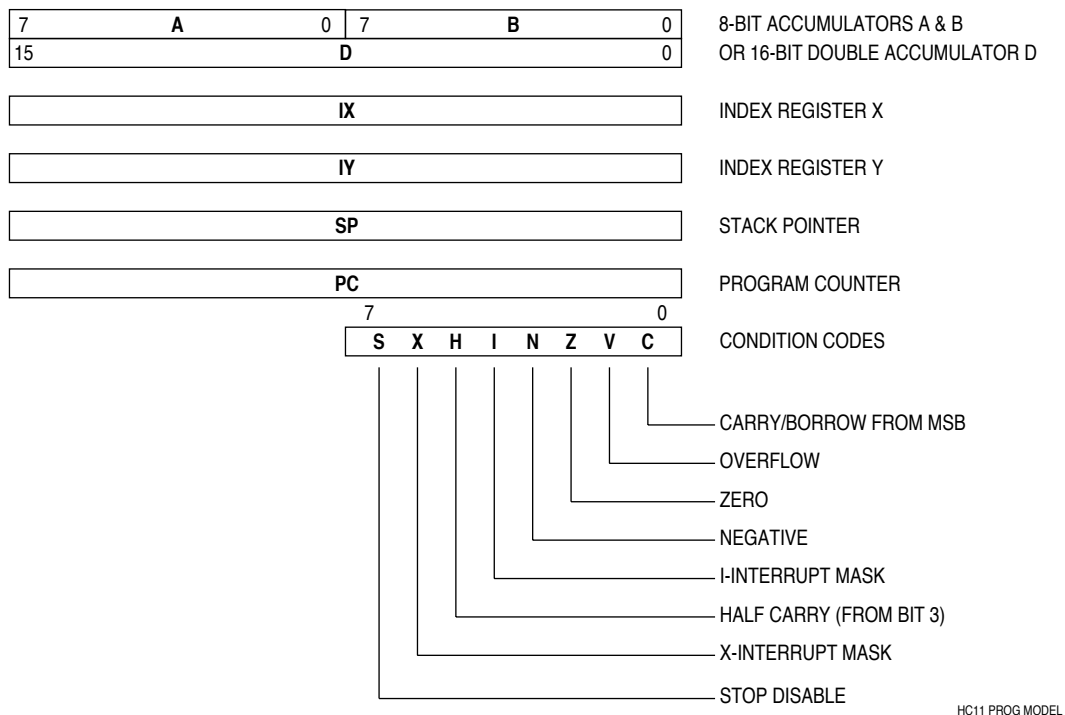 7 A 0 7 B 0 8-BIT ACCUMULATORS A & B
15 D 0 OR 16-BIT DOUBLE ACCUMULATOR D
IX INDEX REGISTER X
IY INDEX REGISTER Y
SP STACK POINTER
PC PROGRAM COUNTER
7 0
S X H I N Z V C CONDITION CODES
CARRY/BORROW FROM MSB
OVERFLOW
ZERO
NEGATIVE
I-INTERRUPT MASK
HALF CARRY (FROM BIT 3)
X-INTERRUPT MASK
STOP DISABLE
HC11 PROG MODEL